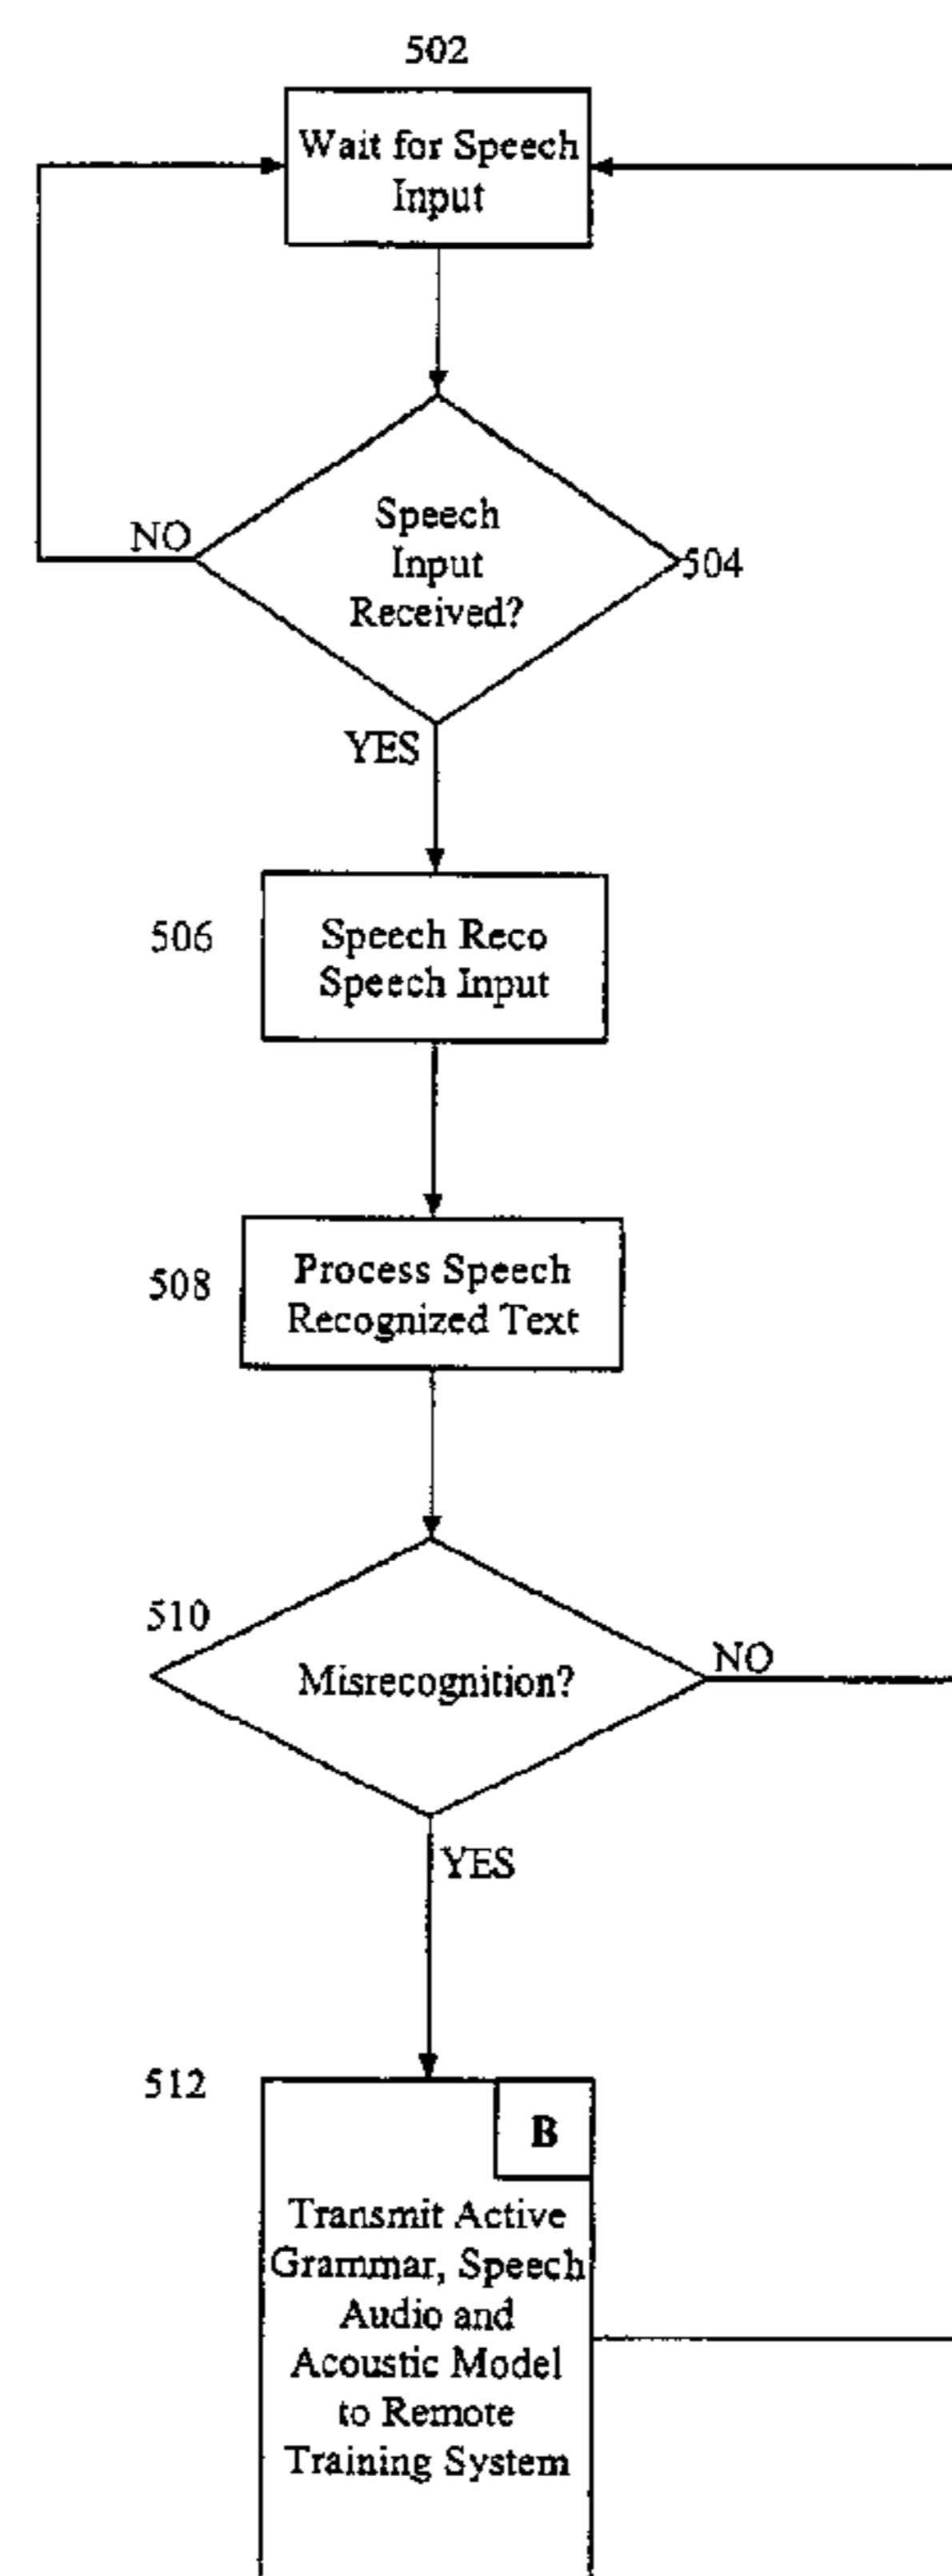 502
Wait for Speech
Input
NO
Speech
Input
Received?
504
YES
506
Speech Reco
Speech Input
508
Process Speech
Recognized Text
510
Misrecognition?
NO
YES
512
B
Transmit Active
Grammar, Speech
Audio and
Acoustic Model
to Remote
Training System